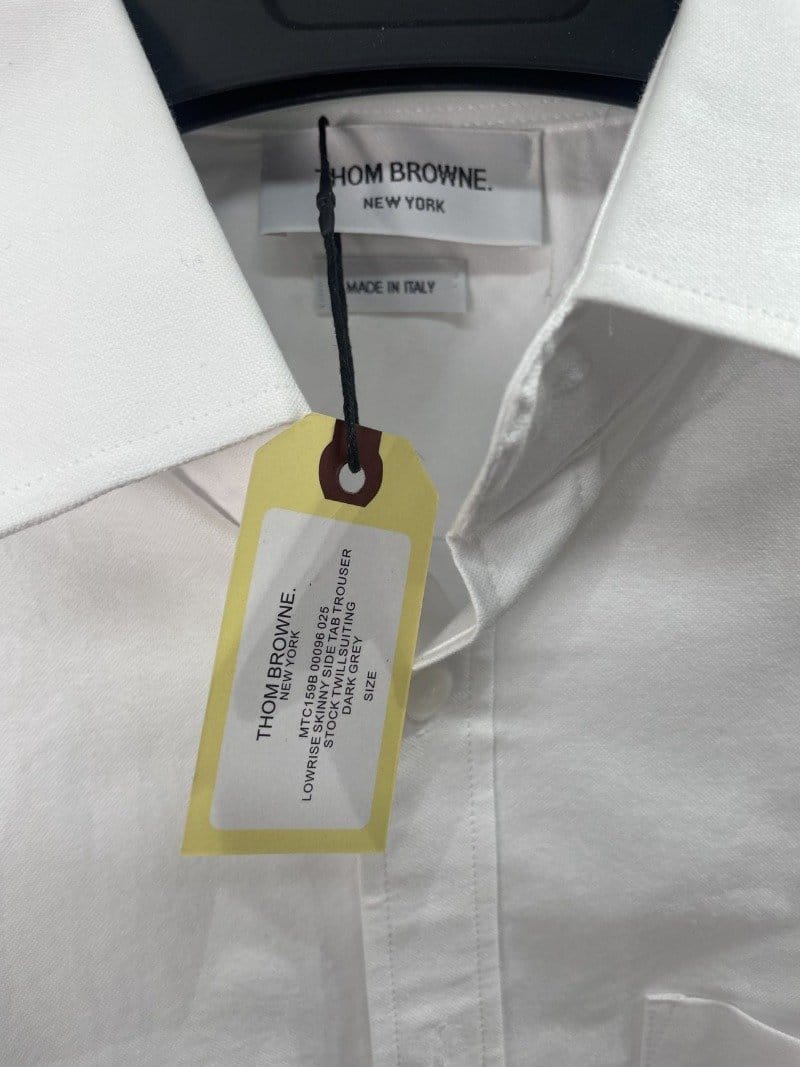 THOM BROWNE.
NEW YORK
MADE IN ITALY
THOM BROWNE.
NEW YORK
MTC159B 00096 025
LOWRISE SKINNY SIDE TAB TROUSER
STOCK TWILLSUITING
DARK GREY
SIZE